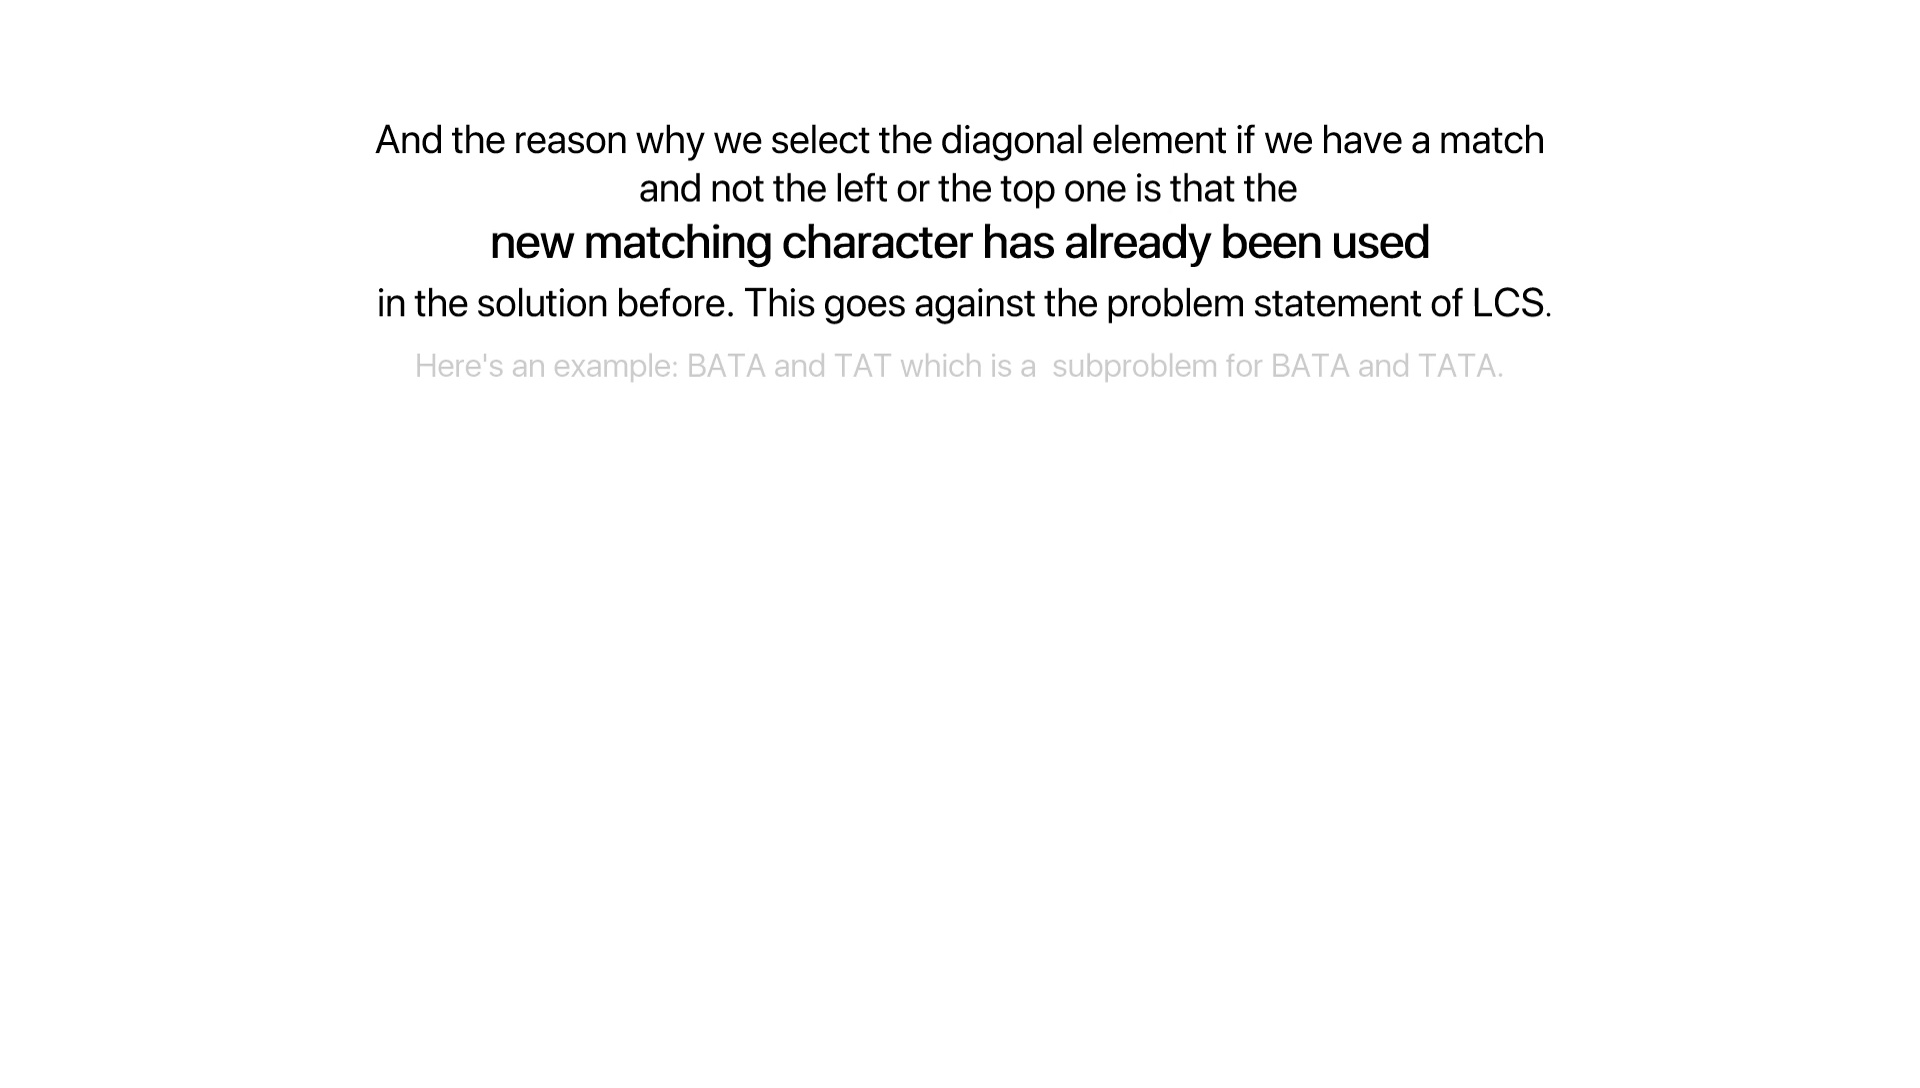 And the reason why we select the diagonal element if we have a match
and not the left or the top one is that the
new matching character has already been used
in the solution before. This goes against the problem statement of LCS.
Here's an example: BATA and TAT which is a  subproblem for BATA and TATA.